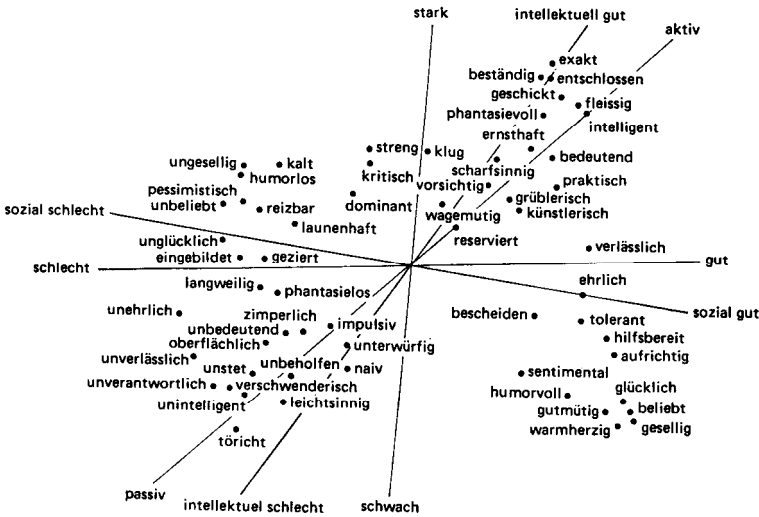 stark
intellektuell gut
aktiv
exakt
beständig
entschlossen
geschickt
fleissig
phantasievoll
intelligent
ernsthaft
streng
klug
bedeutend
ungesellig
kalt
scharfsinnig
humorlos
kritisch
vorsichtig
praktisch
pessimistisch
dominant
grüblerisch
unbeliebt
reizbar
künstlerisch
sozial schlecht
wagemutig
launenhaft
reserviert
unglücklich
verlässlich
eingebildet
geziert
schlecht
gut
ehrlich
langweilig
phantasielos
unehrlich
bescheiden
sozial gut
zimperlich
impulsiv
tolerant
unbedeutend
hilfsbereit
oberflächlich
unterwürfig
aufrichtig
unverlässlich
unbeholfen
unstet
naiv
sentimental
unverantwortlich
verschwenderisch
humorvoll
glücklich
unintelligent
leichtsinnig
gutmütig
beliebt
warmherzig
gesellig
töricht
passiv
intellektuel schlecht
schwach